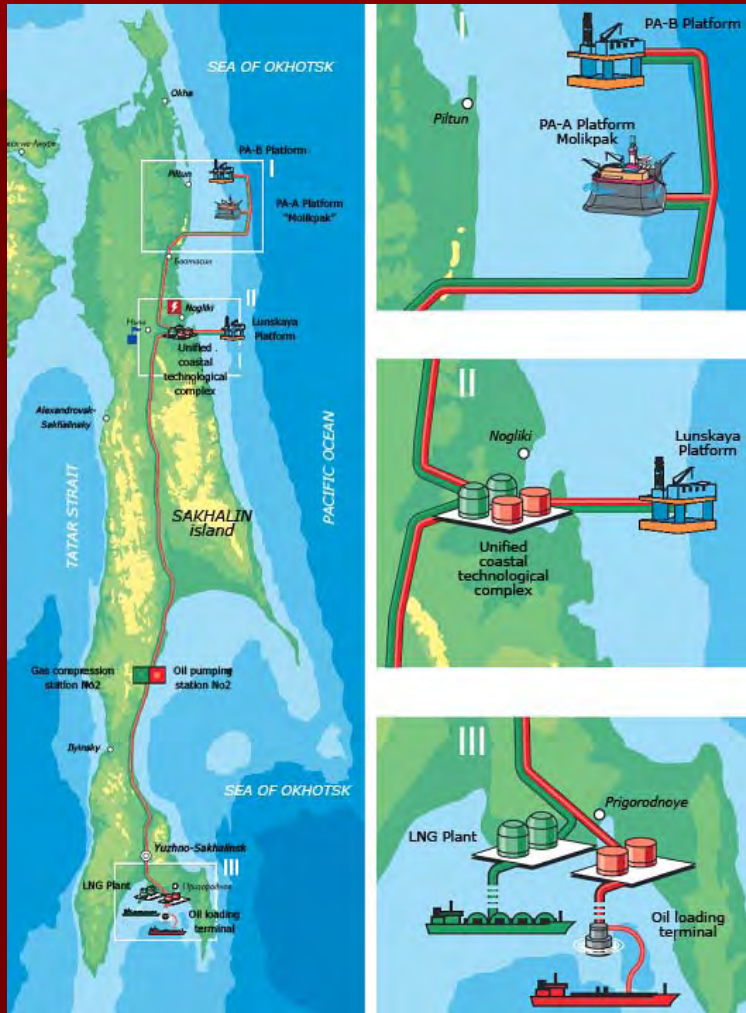 SEA OF OKHOTSK
Okha
PA-B Platform
I
Piltun
PA-A Platform
"Molikpak"
II
Nogliki
Lunskaya
Platform
Unified
coastal
technological
complex
Alexandrovak-
Sakhalinsky
TATAR STRAIT
PACIFIC OCEAN
SAKHALIN
island
Gas compression
station №2
Oil pumping
station №2
Ilyinsky
SEA OF OKHOTSK
Yuzhno-Sakhalinsk
III
LNG Plant
Пригородное
Oil loading
terminal
I
PA-B Platform
Piltun
PA-A Platform
Molikpak
II
Nogliki
Lunskaya
Platform
Unified
coastal
technological
complex
III
Prigorodnoye
LNG Plant
Oil loading
terminal